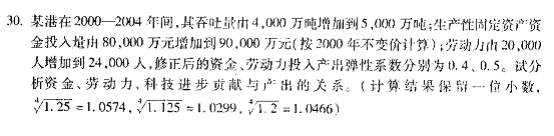 30. 某港在2000—2004年间,其吞吐量由4,000万吨增加到5,000万吨;生产性固定资产资
金投入量由80,000万元增加到90,000万元(按2000年不变价计算);劳动力由20,000
人增加到24,000人,修正后的资金、劳动力投入产出弹性系数分别为0.4、0.5。试分
析资金、劳动力、科技进步贡献与产出的关系。(计算结果保留一位小数,
∜1.25=1.0574,∜1.125=1.0299,∜1.2=1.0466)